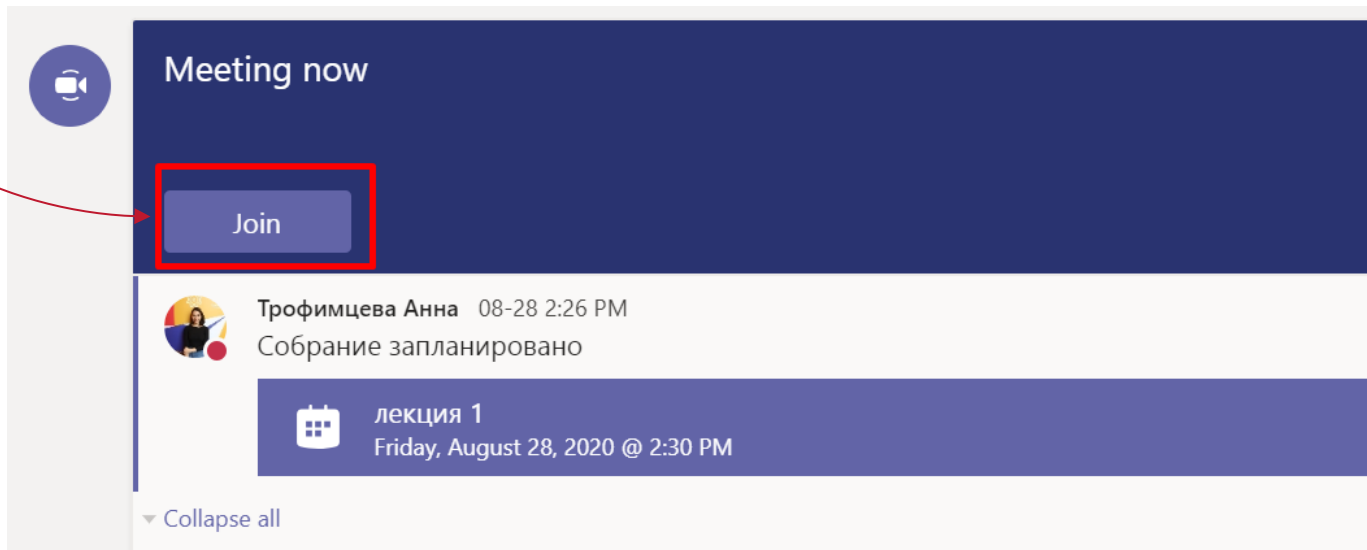 Meeting now
Join
Трофимцева Анна 08-28 2:26 PM
Собрание запланировано
лекция 1
Friday, August 28, 2020 @ 2:30 PM
Collapse all